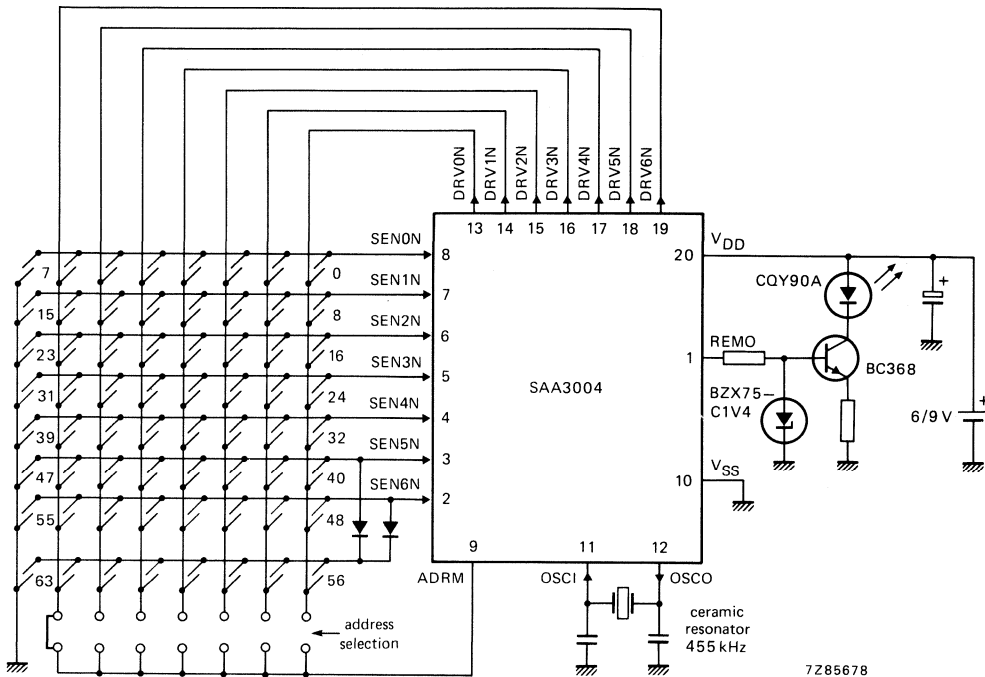 DRV0N
DRV1N
DRV2N
DRV3N
DRV4N
DRV5N
DRV6N
13 14 15 16 17 18 19
SEN0N
8
7 0
SEN1N
7
15 8
SEN2N
6
23 16
SEN3N
5
31 24
SEN4N
4
39 32
SEN5N
3
47 40
SEN6N
2
55 48
63 56
SAA3004
20
VDD
CQY90A
+
REMO
1
BC368
BZX75–
C1V4
6/9 V
+
VSS
10
9
11
12
ADRM
OSCI
OSCO
address
selection
ceramic
resonator
455 kHz
7Z85678